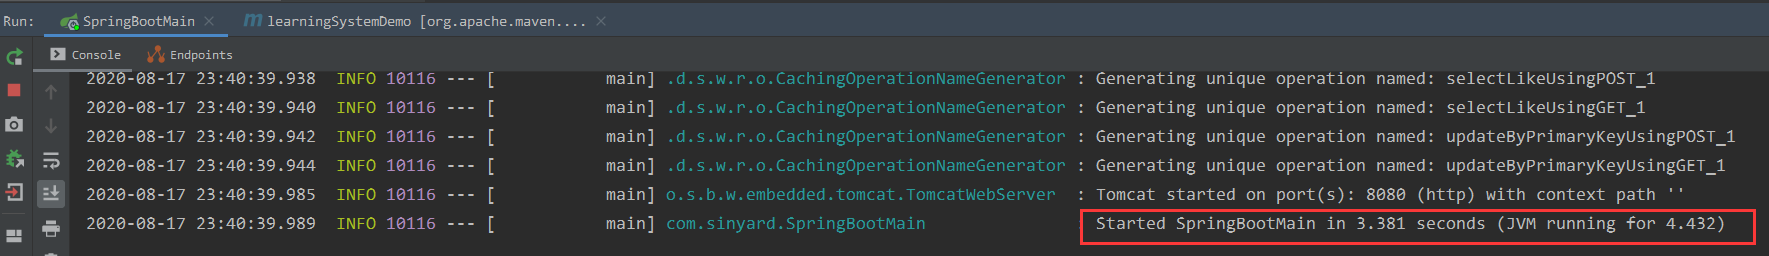 Run: SpringBootMain learningSystemDemo [org.apache.maven....
Console Endpoints
2020-08-17 23:40:39.938 INFO 10116 --- [ main] .d.s.w.r.o.CachingOperationNameGenerator : Generating unique operation named: selectLikeUsingPOST_1
2020-08-17 23:40:39.940 INFO 10116 --- [ main] .d.s.w.r.o.CachingOperationNameGenerator : Generating unique operation named: selectLikeUsingGET_1
2020-08-17 23:40:39.942 INFO 10116 --- [ main] .d.s.w.r.o.CachingOperationNameGenerator : Generating unique operation named: updateByPrimaryKeyUsingPOST_1
2020-08-17 23:40:39.944 INFO 10116 --- [ main] .d.s.w.r.o.CachingOperationNameGenerator : Generating unique operation named: updateByPrimaryKeyUsingGET_1
2020-08-17 23:40:39.985 INFO 10116 --- [ main] o.s.b.w.embedded.tomcat.TomcatWebServer : Tomcat started on port(s): 8080 (http) with context path ''
2020-08-17 23:40:39.989 INFO 10116 --- [ main] com.sinyard.SpringBootMain Started SpringBootMain in 3.381 seconds (JVM running for 4.432)